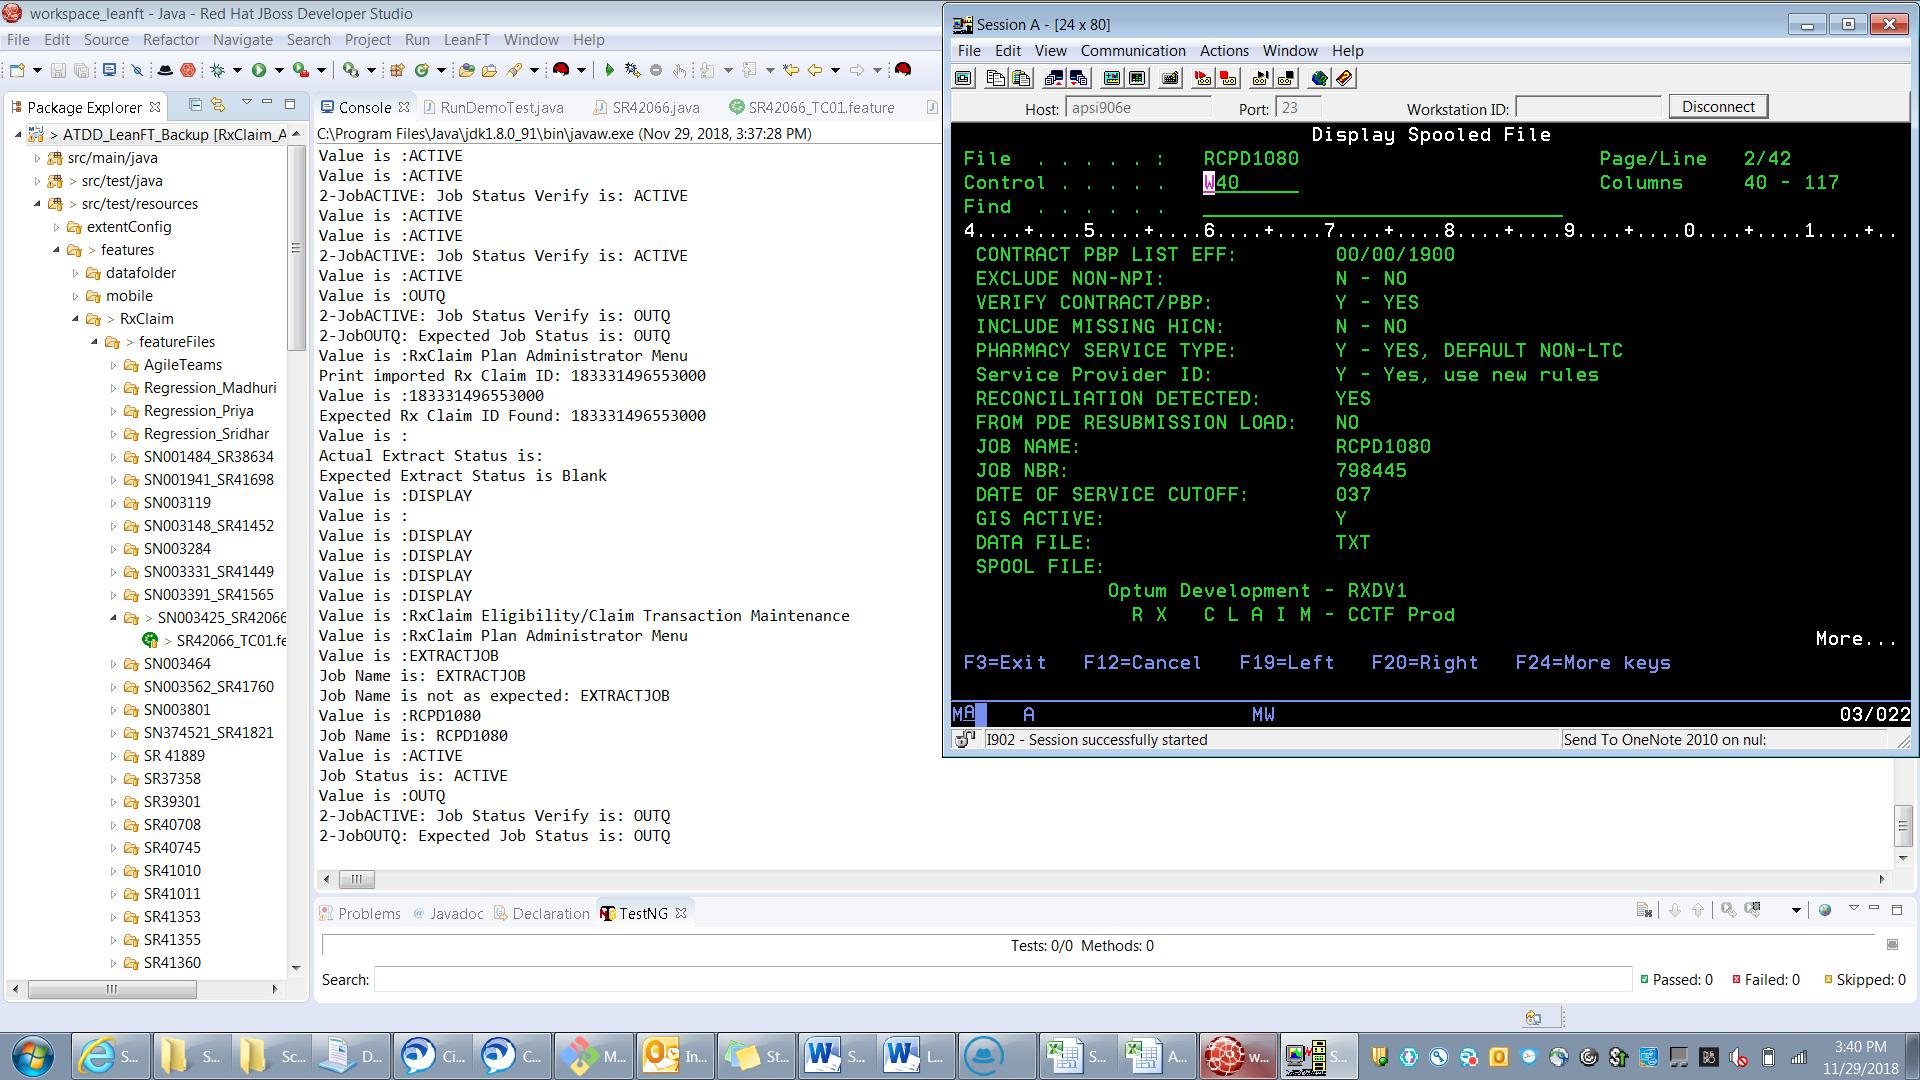 workspace_leanft - Java - Red Hat JBoss Developer Studio
File Edit Source Refactor Navigate Search Project Run LeanFT Window Help
Package Explorer
ATDD_LeanFT_Backup [RxClaim_A
src/main/java
> src/test/java
> src/test/resources
extentConfig
> features
datafolder
mobile
> RxClaim
> featureFiles
AgileTeams
Regression_Madhuri
Regression_Priya
Regression_Sridhar
SN001484_SR38634
SN001941_SR41698
SN003119
SN003148_SR41452
SN003284
SN003331_SR41449
SN003391_SR41565
> SN003425_SR42066
> SR42066_TC01.fe
SN003464
SN003562_SR41760
SN003801
SN374521_SR41821
SR 41889
SR37358
SR39301
SR40708
SR40745
SR41010
SR41011
SR41353
SR41355
SR41360
Console RunDemoTest.java SR42066.java SR42066_TC01.feature
C:\Program Files\Java\jdk1.8.0_91\bin\javaw.exe (Nov 29, 2018, 3:37:28 PM)
Value is :ACTIVE
Value is :ACTIVE
2-JobACTIVE: Job Status Verify is: ACTIVE
Value is :ACTIVE
Value is :ACTIVE
2-JobACTIVE: Job Status Verify is: ACTIVE
Value is :ACTIVE
Value is :OUTQ
2-JobACTIVE: Job Status Verify is: OUTQ
2-JobOUTQ: Expected Job Status is: OUTQ
Value is :RxClaim Plan Administrator Menu
Print imported Rx Claim ID: 183331496553000
Value is :183331496553000
Expected Rx Claim ID Found: 183331496553000
Value is :
Actual Extract Status is:
Expected Extract Status is Blank
Value is :DISPLAY
Value is :
Value is :DISPLAY
Value is :DISPLAY
Value is :DISPLAY
Value is :DISPLAY
Value is :RxClaim Eligibility/Claim Transaction Maintenance
Value is :RxClaim Plan Administrator Menu
Value is :EXTRACTJOB
Job Name is: EXTRACTJOB
Job Name is not as expected: EXTRACTJOB
Value is :RCPD1080
Job Name is: RCPD1080
Value is :ACTIVE
Job Status is: ACTIVE
Value is :OUTQ
2-JobACTIVE: Job Status Verify is: OUTQ
2-JobOUTQ: Expected Job Status is: OUTQ
Problems @ Javadoc Declaration TestNG
Tests: 0/0 Methods: 0
Search: Passed: 0 Failed: 0 Skipped: 0
Session A - [24 x 80]
File Edit View Communication Actions Window Help
Host: apsi906e Port: 23 Workstation ID: Disconnect
Display Spooled File
File . . . . . : RCPD1080 Page/Line 2/42
Control . . . . . W40 Columns 40 - 117
Find . . . . . .
4....+....5....+....6....+....7....+....8....+....9....+....0....+....1....+..
CONTRACT PBP LIST EFF: 00/00/1900
EXCLUDE NON-NPI: N - NO
VERIFY CONTRACT/PBP: Y - YES
INCLUDE MISSING HICN: N - NO
PHARMACY SERVICE TYPE: Y - YES, DEFAULT NON-LTC
Service Provider ID: Y - Yes, use new rules
RECONCILIATION DETECTED: YES
FROM PDE RESUBMISSION LOAD: NO
JOB NAME: RCPD1080
JOB NBR: 798445
DATE OF SERVICE CUTOFF: 037
GIS ACTIVE: Y
DATA FILE: TXT
SPOOL FILE:
Optum Development - RXDV1
R X C L A I M - CCTF Prod
More...
F3=Exit F12=Cancel F19=Left F20=Right F24=More keys
MA A MW 03/022
I902 - Session successfully started Send To OneNote 2010 on nul:
S... S... Sc... D... Ci... C... M... In... St... S... L... S... A... w... S...
3:40 PM
11/29/2018